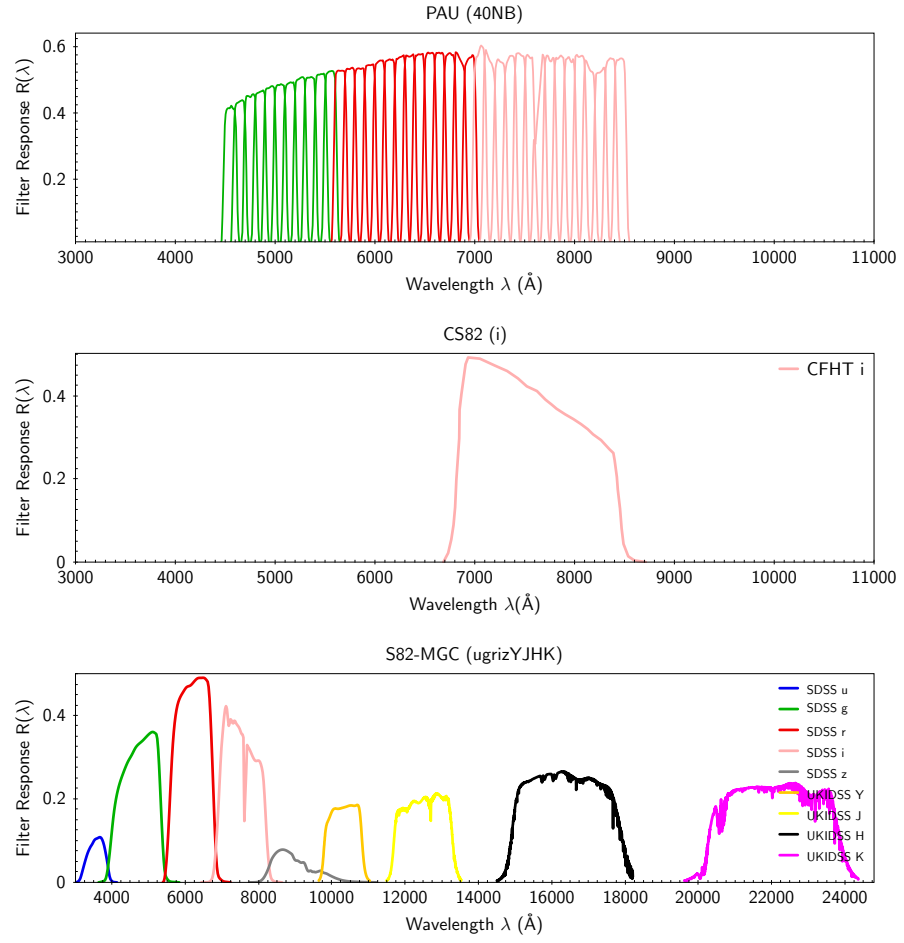 PAU (40NB)
Filter Response R(λ)
0.6
0.4
0.2
3000 4000 5000 6000 7000 8000 9000 10000 11000
Wavelength λ (Å)
CS82 (i)
Filter Response R(λ)
CFHT i
0.4
0.2
0
3000 4000 5000 6000 7000 8000 9000 10000 11000
Wavelength λ(Å)
S82-MGC (ugrizYJHK)
Filter Response R(λ)
SDSS u
SDSS g
SDSS r
SDSS i
SDSS z
UKIDSS Y
UKIDSS J
UKIDSS H
UKIDSS K
0.4
0.2
0
4000 6000 8000 10000 12000 14000 16000 18000 20000 22000 24000
Wavelength λ (Å)